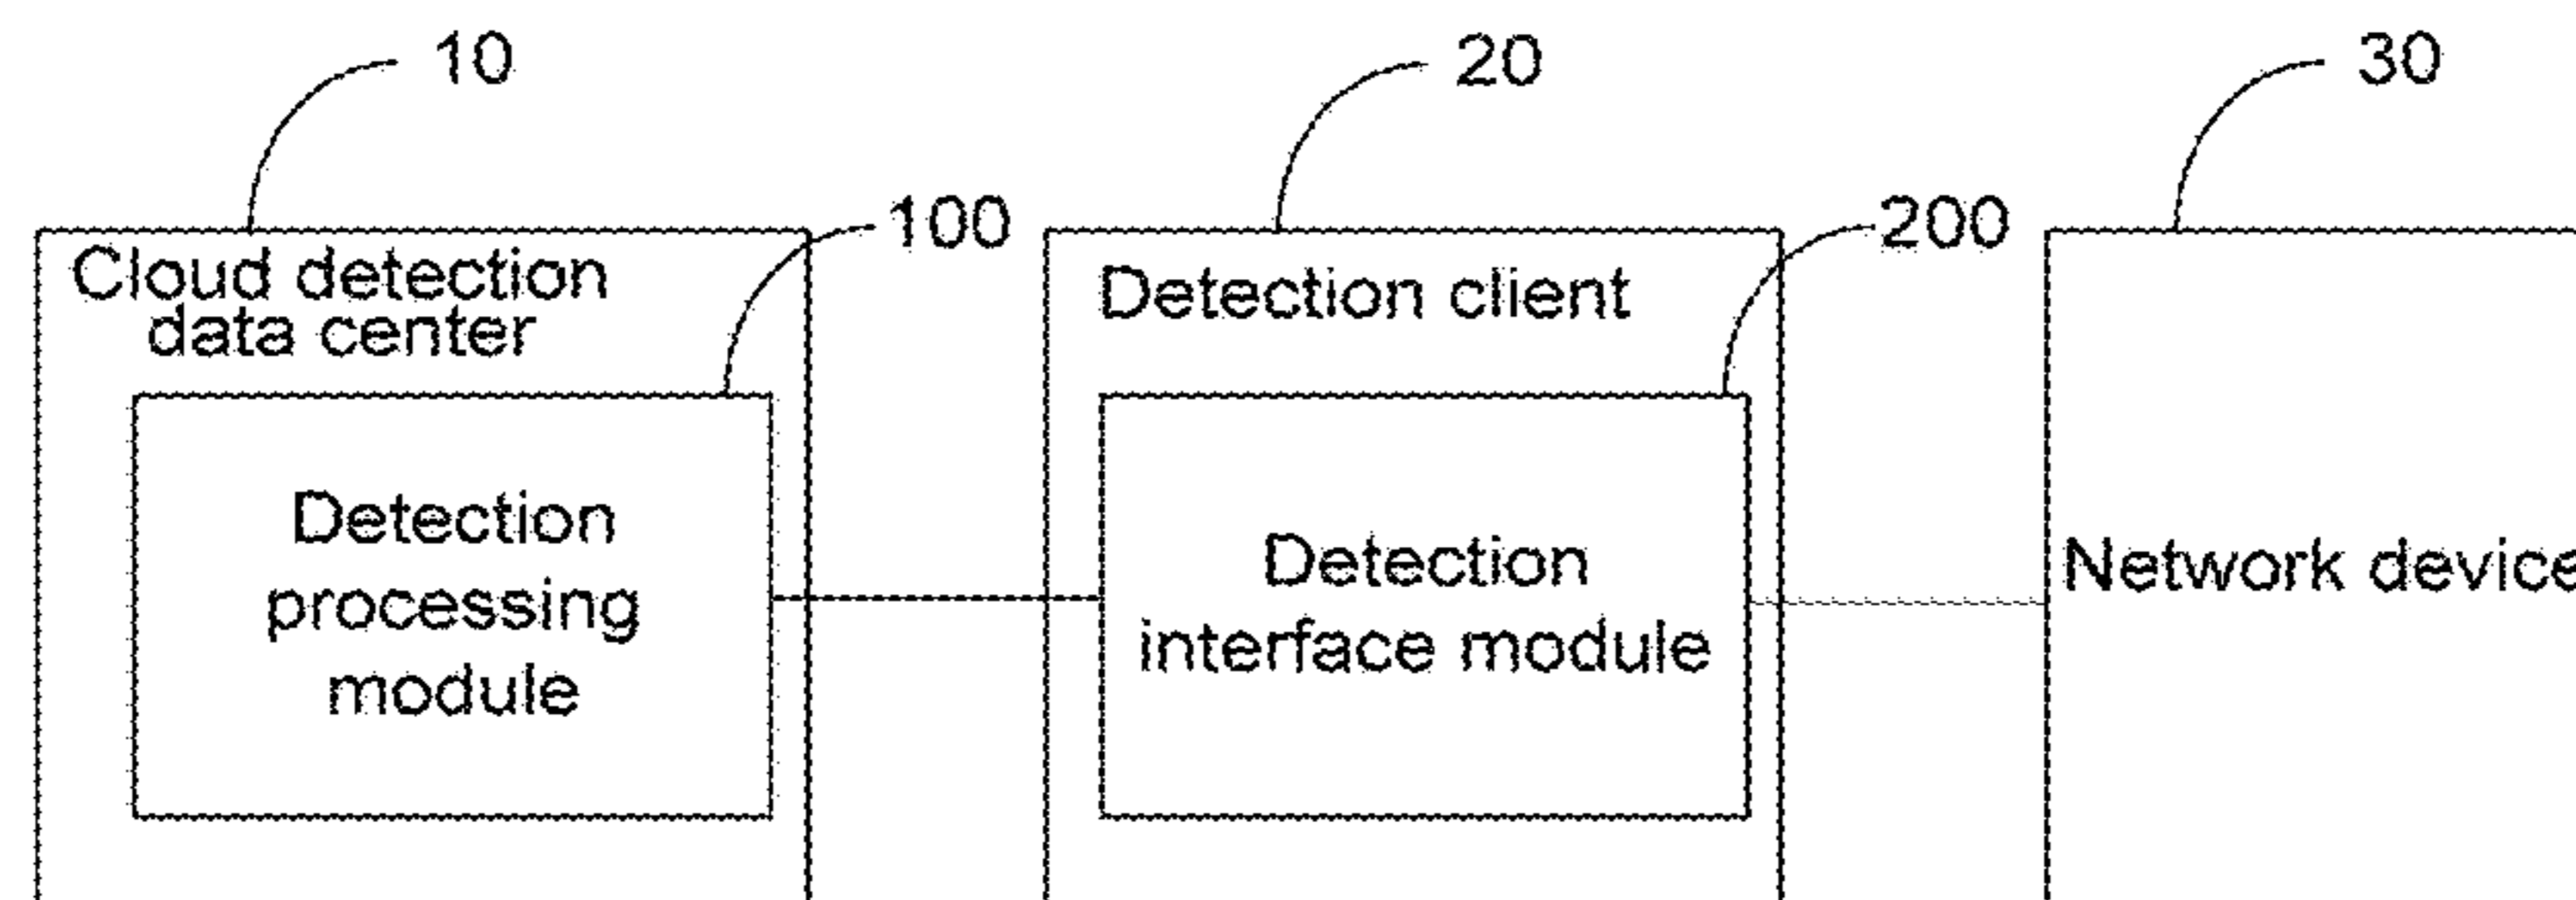 10
20
30
100
200
Cloud detection
data center
Detection client
Detection
processing
module
Detection
interface module
Network device